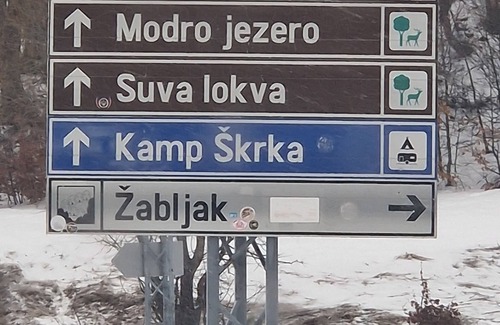 Modro jezero
Suva lokva
Kamp Škrka
Žabljak